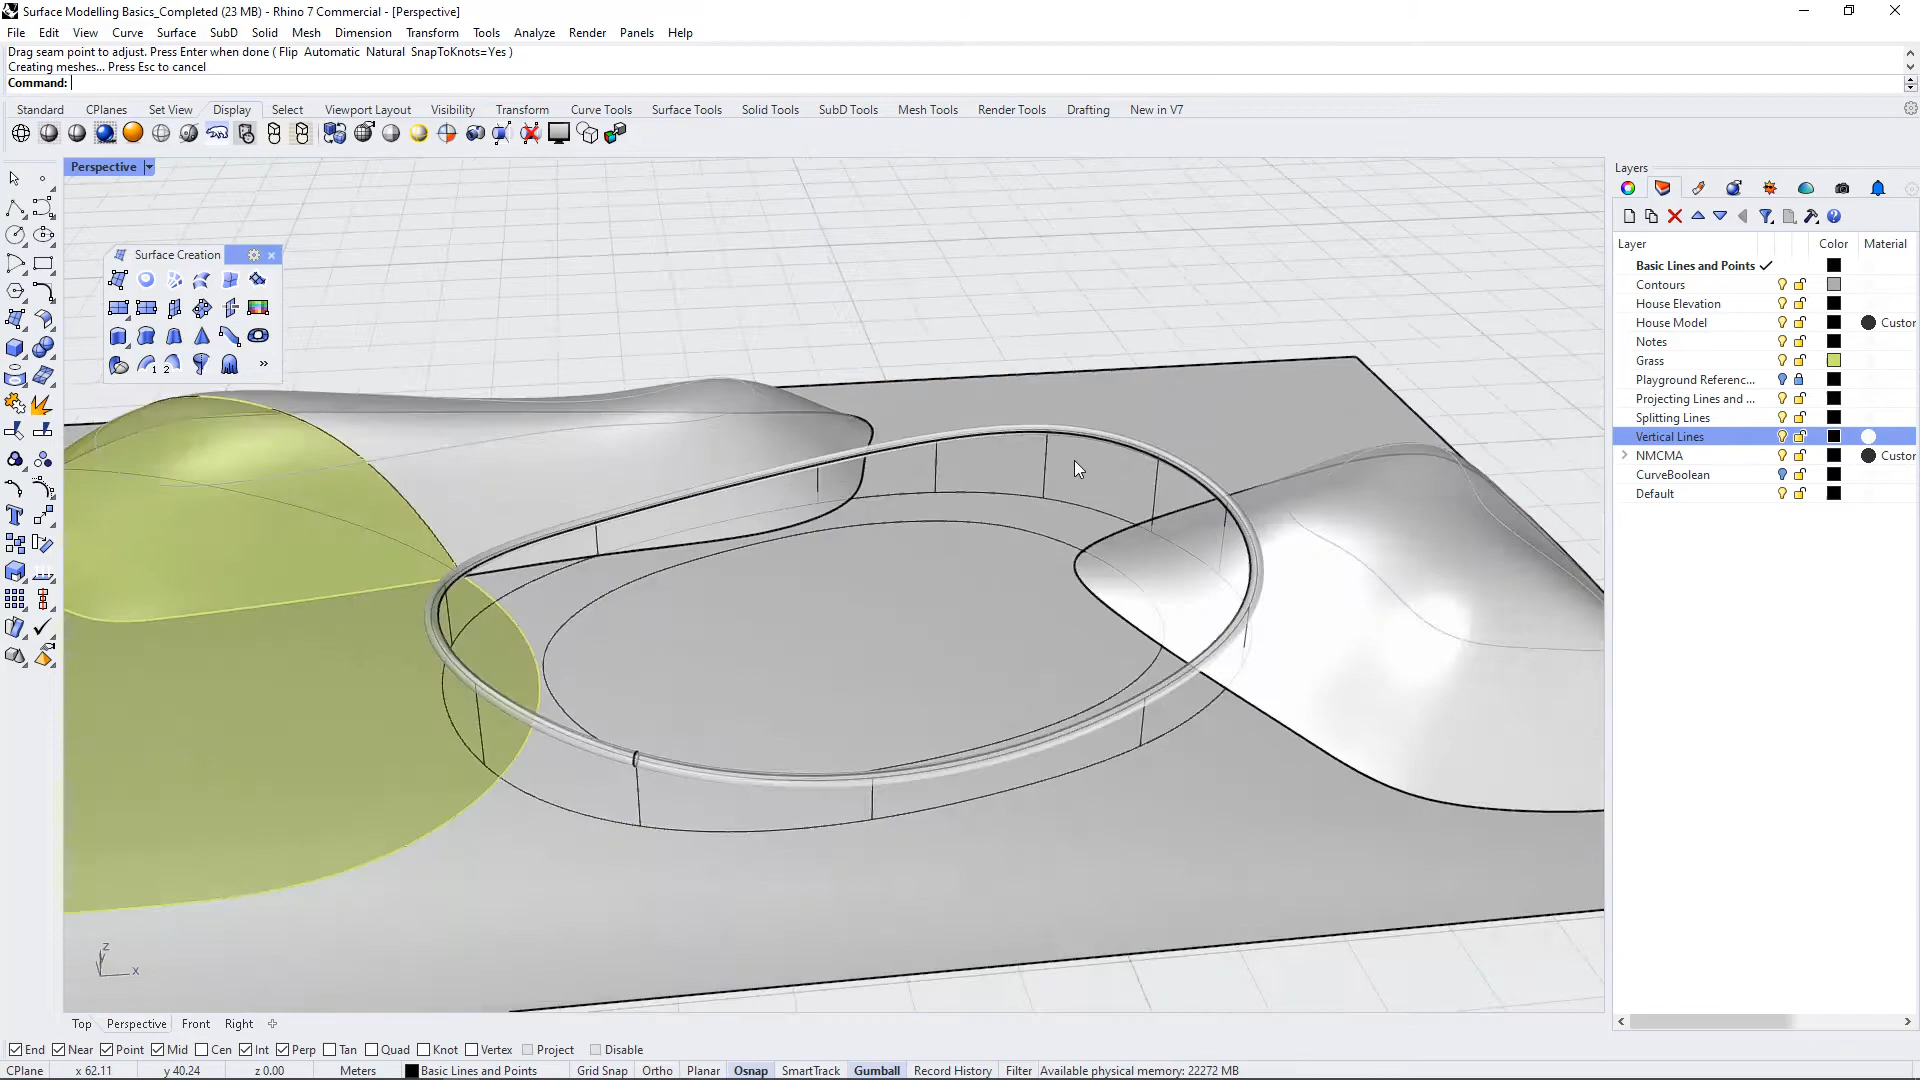 Surface Modelling Basics_Completed (23 MB) - Rhino 7 Commercial - [Perspective]
File Edit View Curve Surface SubD Solid Mesh Dimension Transform Tools Analyze Render Panels Help
Drag seam point to adjust. Press Enter when done ( Flip Automatic Natural SnapToKnots=Yes )
Creating meshes... Press Esc to cancel
Command:
Standard CPlanes Set View Display Select Viewport Layout Visibility Transform Curve Tools Surface Tools Solid Tools SubD Tools Mesh Tools Render Tools Drafting New in V7
Perspective
Surface Creation
1 2
z
y
x
Layers
Layer Color Material
Basic Lines and Points
Contours
House Elevation
House Model Custor
Notes
Grass
Playground Referenc...
Projecting Lines and ...
Splitting Lines
Vertical Lines
NMCMA Custor
CurveBoolean
Default
Top Perspective Front Right
End Near Point Mid Cen Int Perp Tan Quad Knot Vertex Project Disable
CPlane x 62.11 y 40.24 z 0.00 Meters Basic Lines and Points Grid Snap Ortho Planar Osnap SmartTrack Gumball Record History Filter Available physical memory: 22272 MB